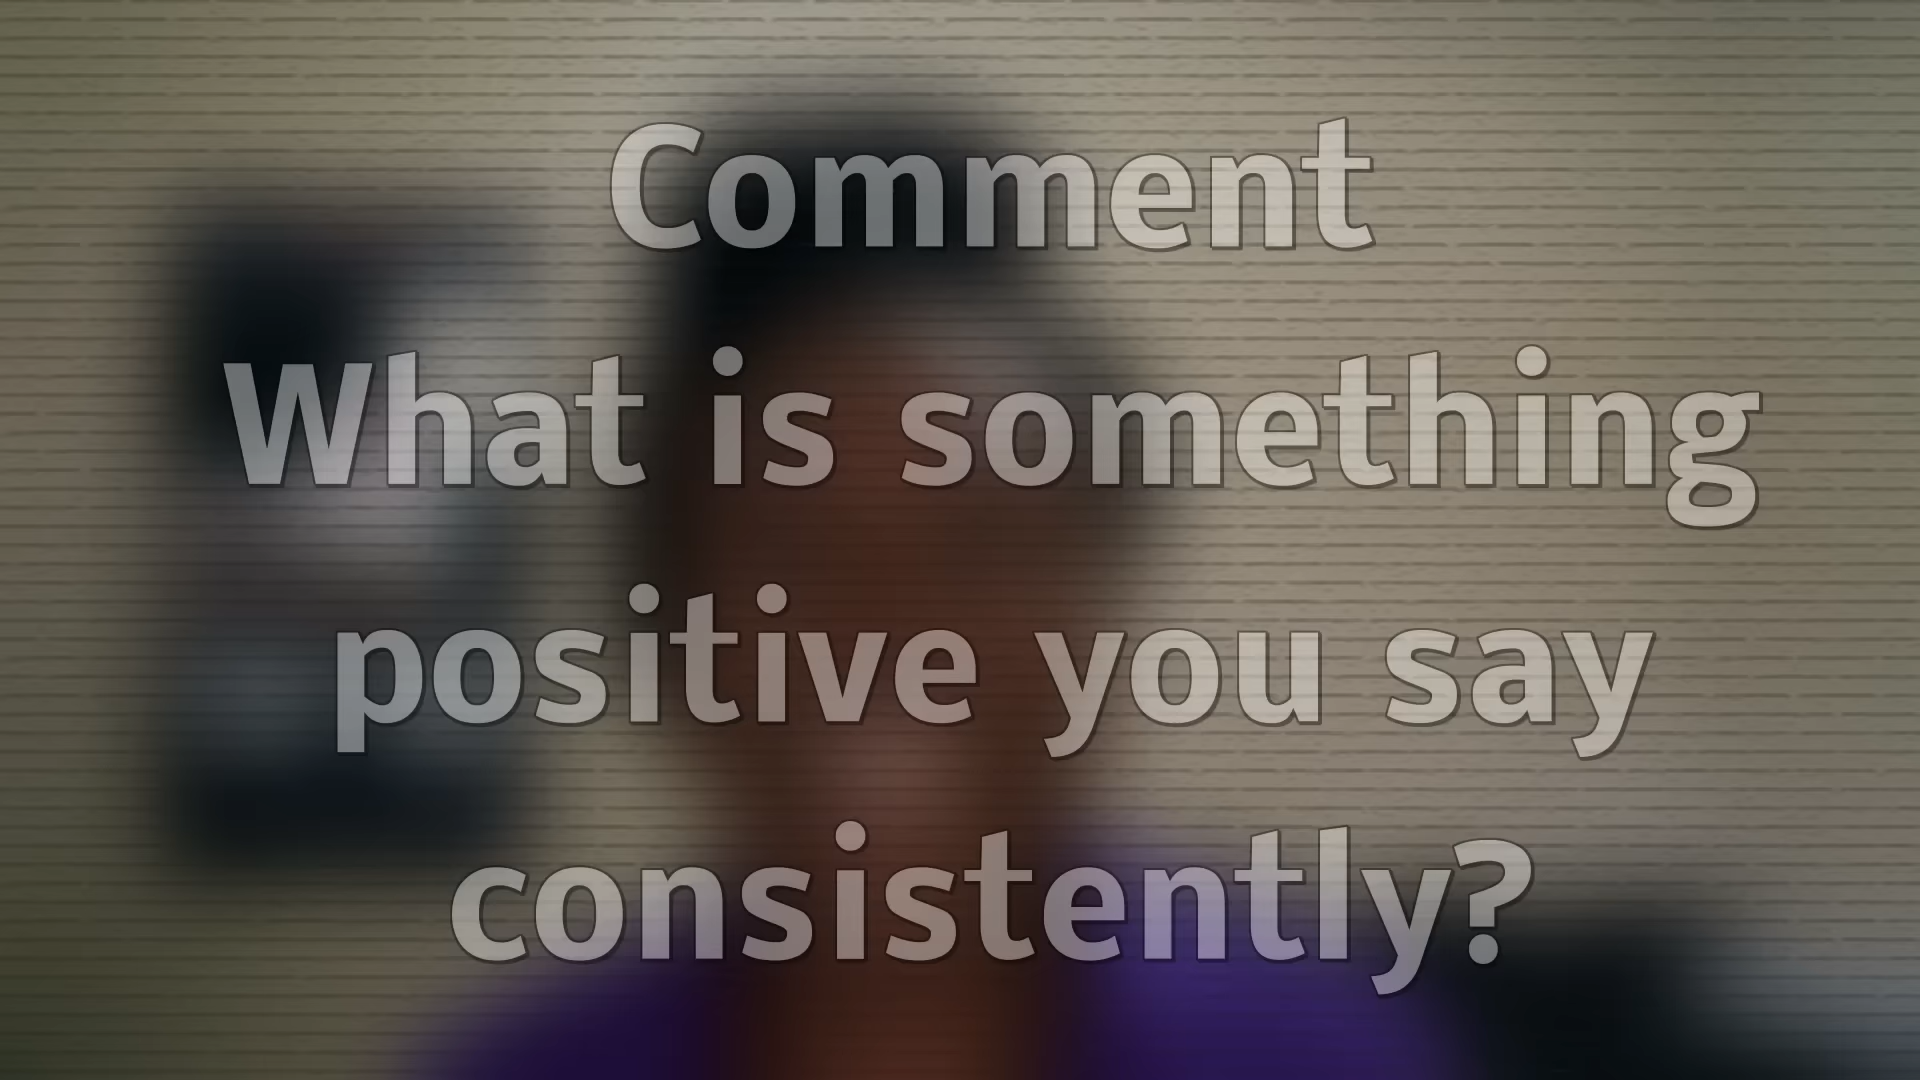 Comment
What is something
positive you say
consistently?